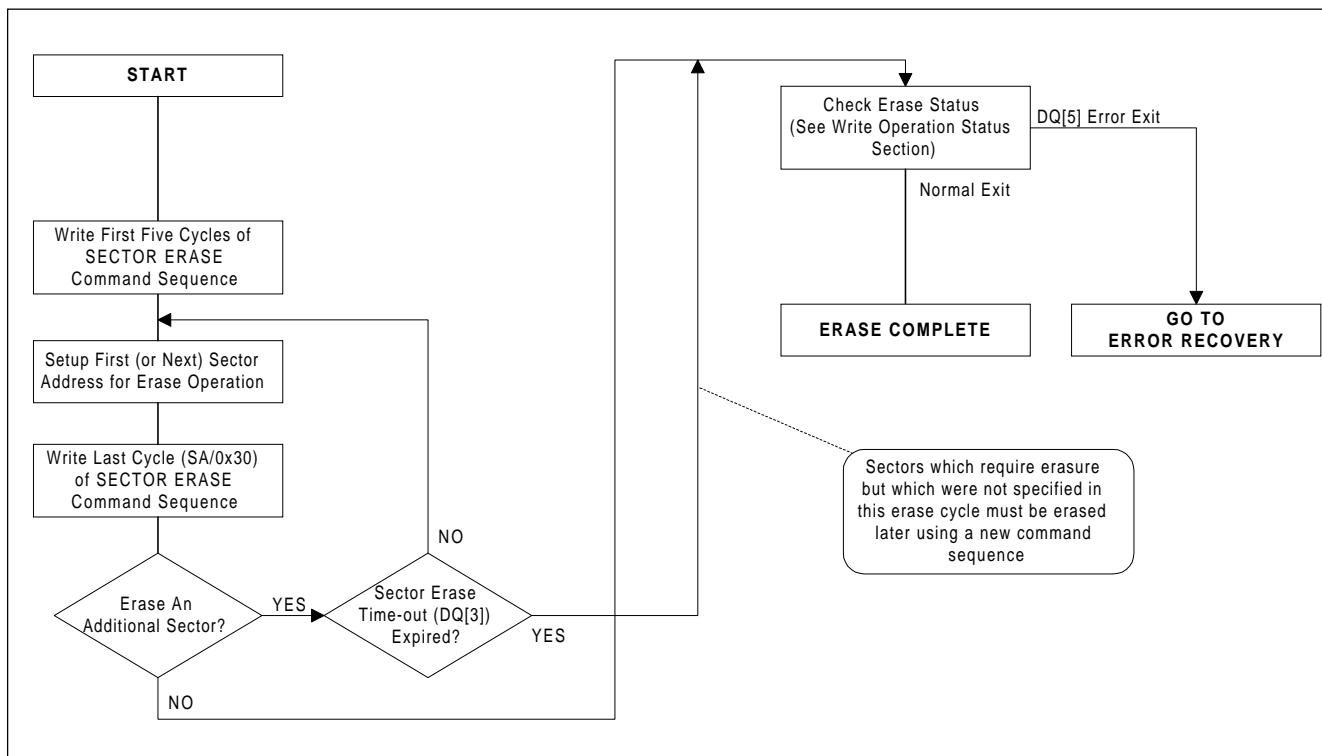 START
Write First Five Cycles of
SECTOR ERASE
Command Sequence
Setup First (or Next) Sector
Address for Erase Operation
Write Last Cycle (SA/0x30)
of SECTOR ERASE
Command Sequence
Erase An
Additional Sector?
YES
NO
Sector Erase
Time-out (DQ[3])
Expired?
NO
YES
Check Erase Status
(See Write Operation Status
Section)
DQ[5] Error Exit
Normal Exit
ERASE COMPLETE
GO TO
ERROR RECOVERY
Sectors which require erasure
but which were not specified in
this erase cycle must be erased
later using a new command
sequence